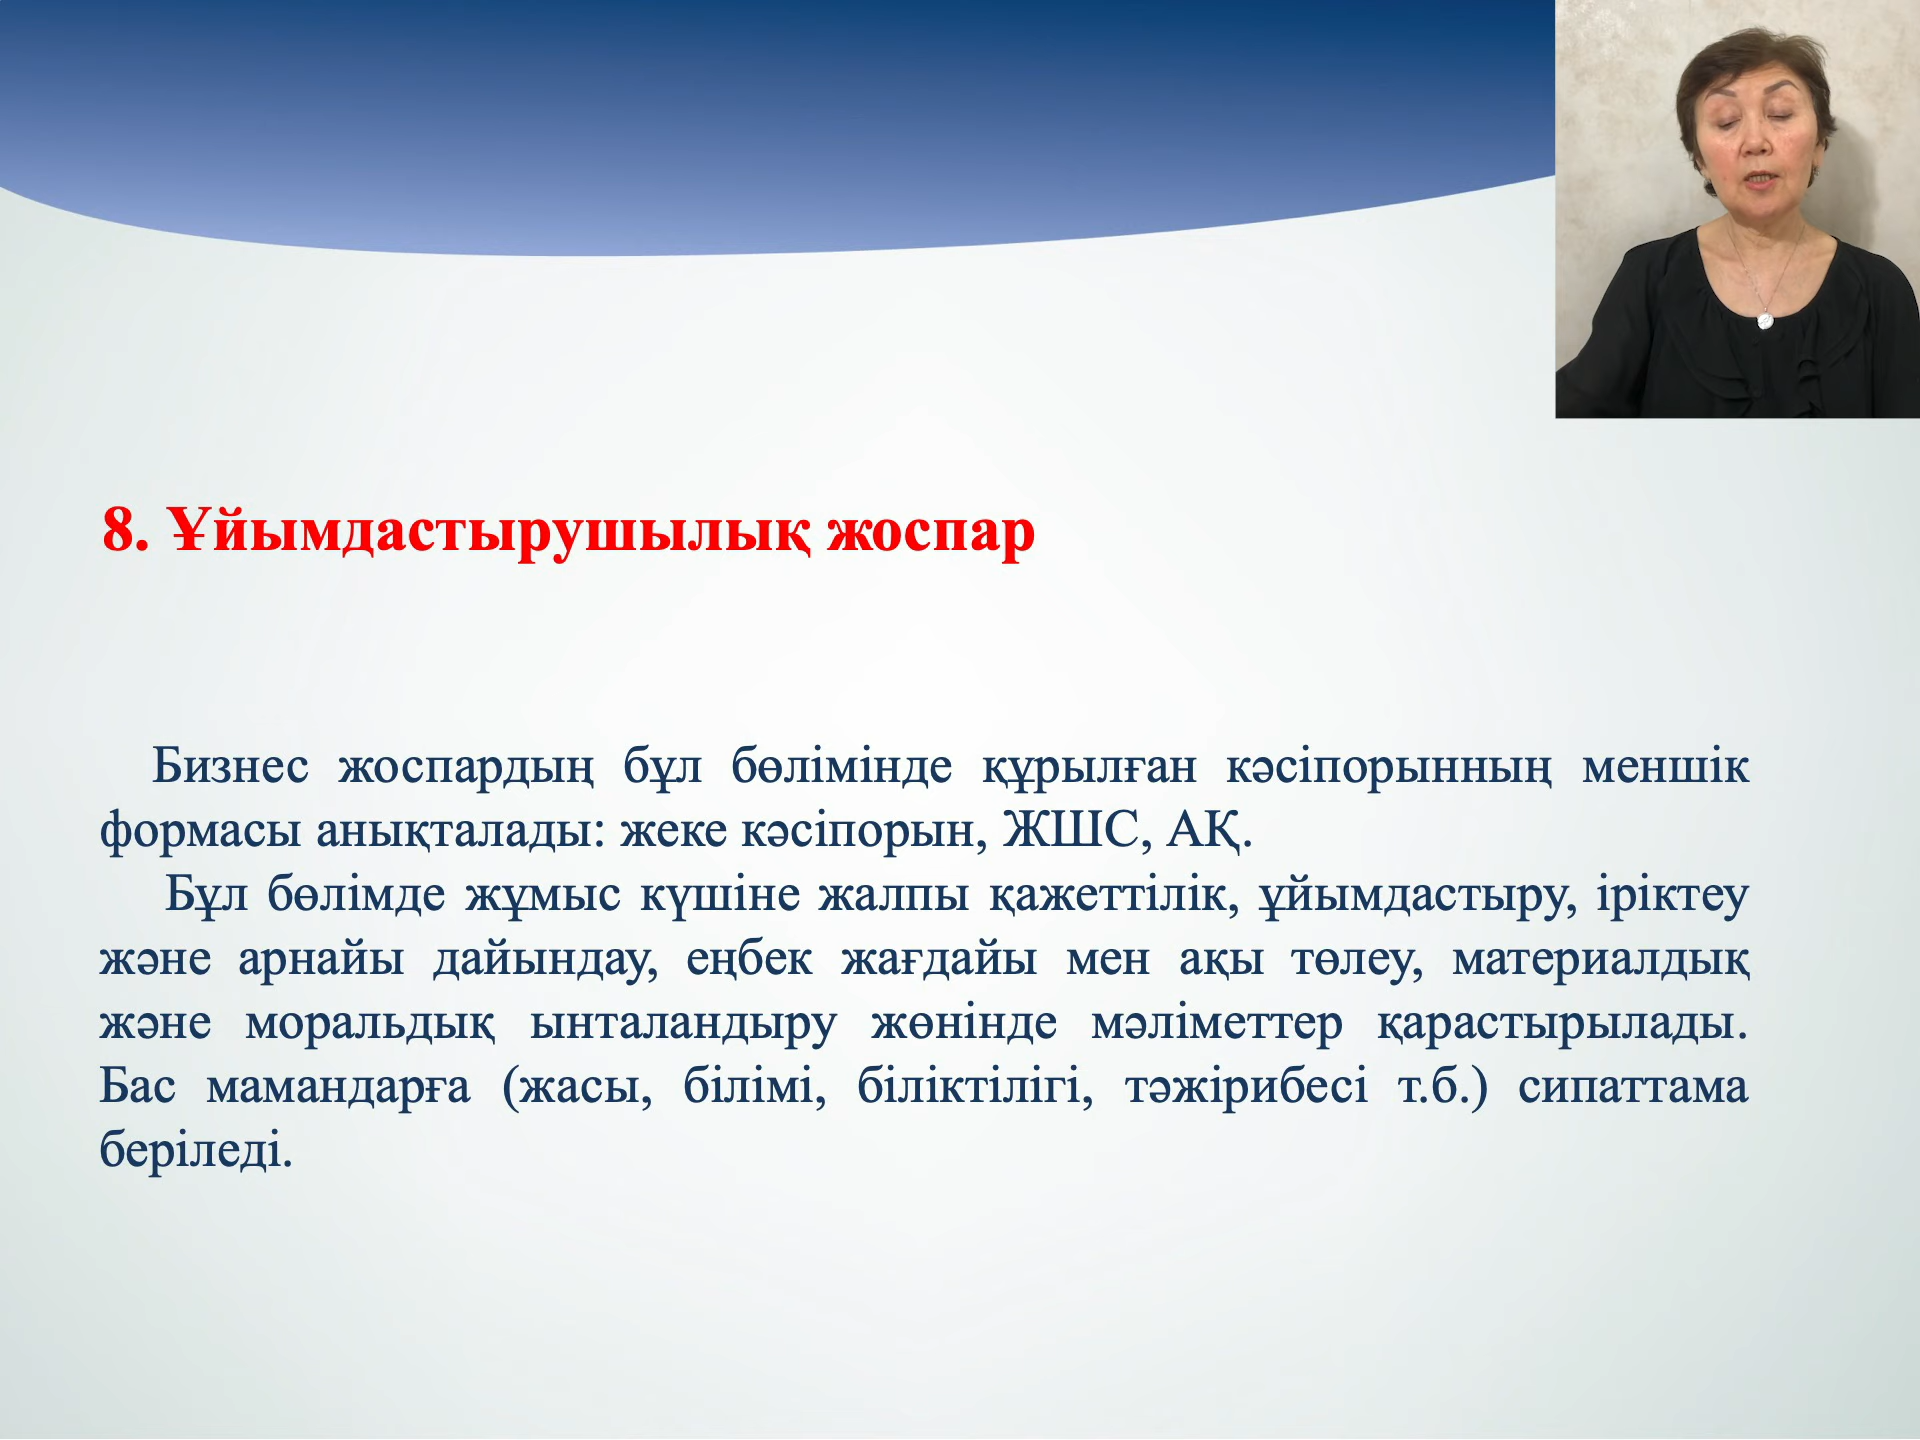 8. Ұйымдастырушылық жоспар
Бизнес жоспардың бұл бөлімінде құрылған кәсіпорынның меншік
формасы анықталады: жеке кәсіпорын, ЖШС, АҚ.
Бұл бөлімде жұмыс күшіне жалпы қажеттілік, ұйымдастыру, іріктеу
және арнайы дайындау, еңбек жағдайы мен ақы төлеу, материалдық
және моральдық ынталандыру жөнінде мәліметтер қарастырылады.
Бас мамандарға (жасы, білімі, біліктілігі, тәжірибесі т.б.) сипаттама
беріледі.